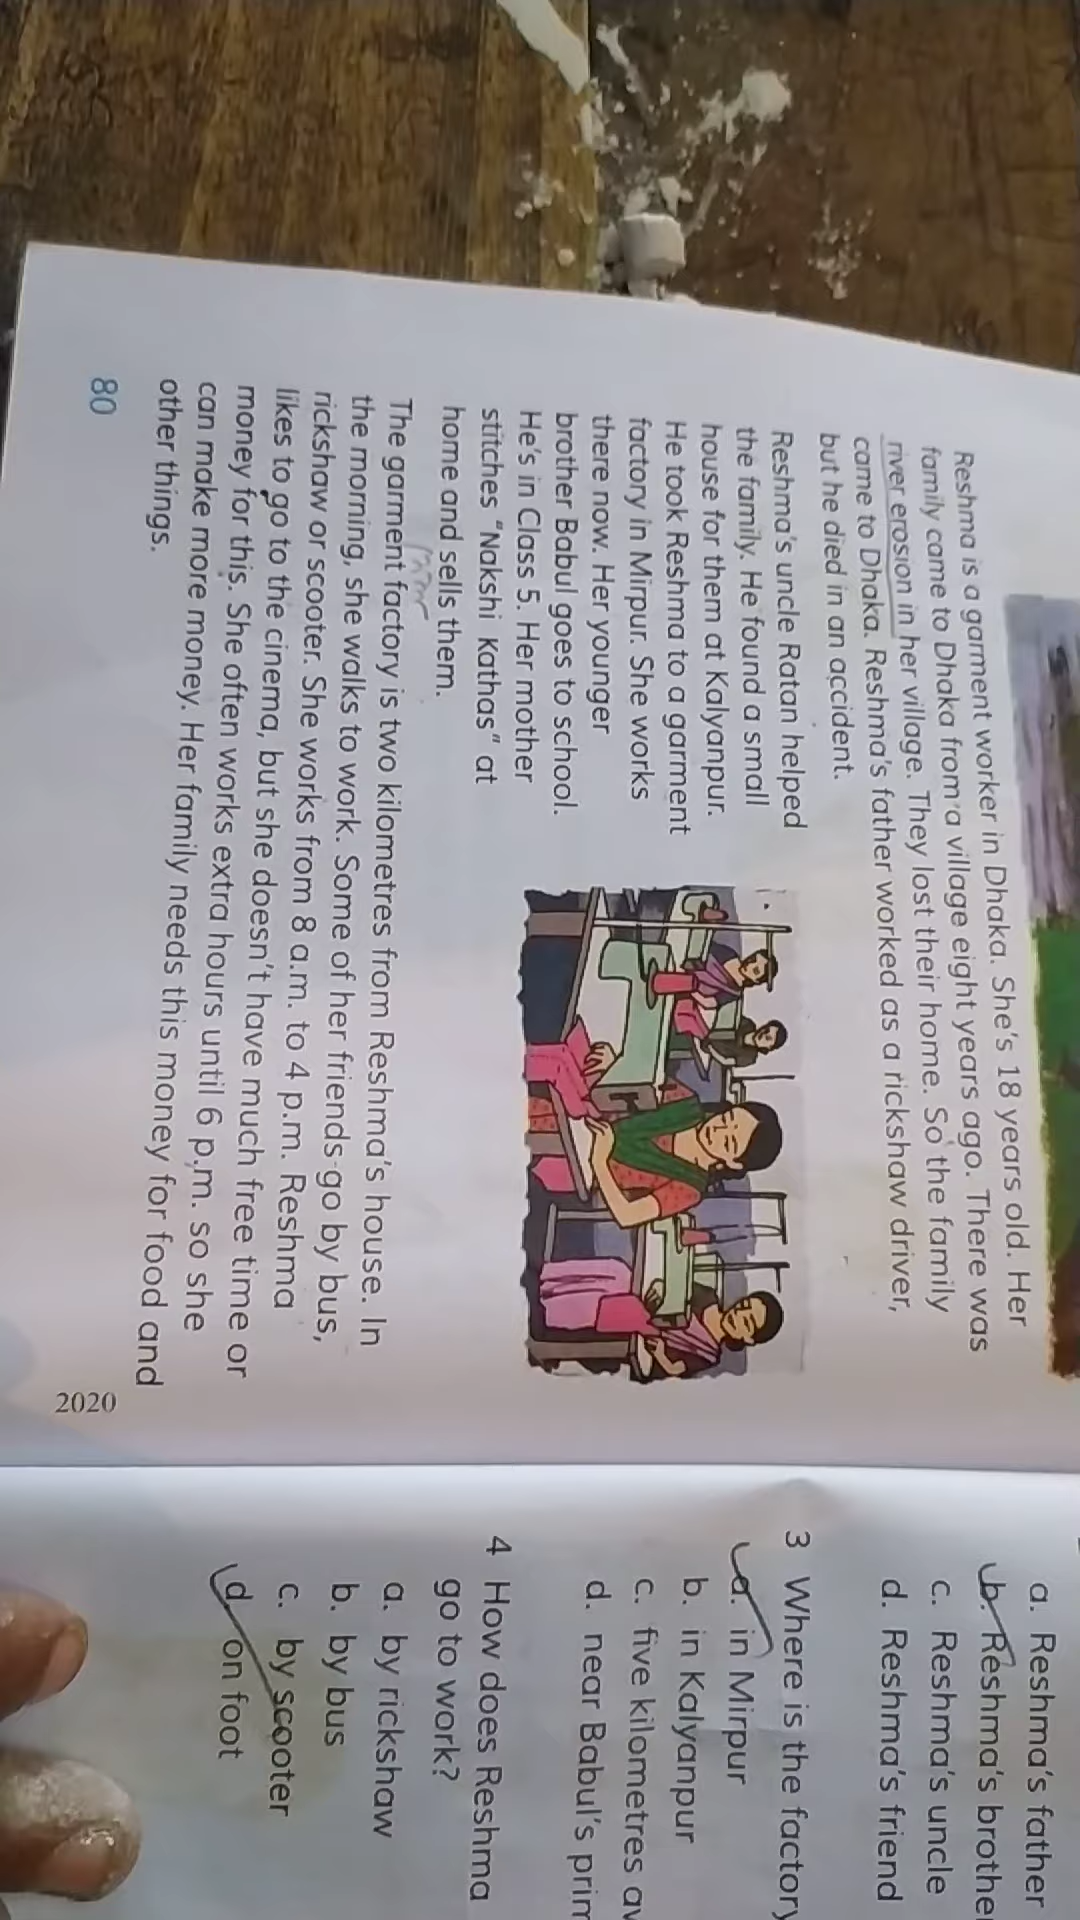 Reshma is a garment worker in Dhaka. She's 18 years old. Her
family came to Dhaka from a village eight years ago. There was
river erosion in her village. They lost their home. So the family
came to Dhaka. Reshma's father worked as a rickshaw driver,
but he died in an accident.
Reshma's uncle Ratan helped
the family. He found a small
house for them at Kalyanpur.
He took Reshma to a garment
factory in Mirpur. She works
there now. Her younger
brother Babul goes to school.
He's in Class 5. Her mother
stitches "Nakshi Kathas" at
home and sells them.
The garment factory is two kilometres from Reshma's house. In
the morning, she walks to work. Some of her friends go by bus,
rickshaw or scooter. She works from 8 a.m. to 4 p.m. Reshma
likes to go to the cinema, but she doesn't have much free time or
money for this. She often works extra hours until 6 p.m. so she
can make more money. Her family needs this money for food and
other things.
80
2020
a. Reshma's father
b. Reshma's brother
c. Reshma's uncle
d. Reshma's friend
3 Where is the factory
a. in Mirpur
b. in Kalyanpur
c. five kilometres
d. near Babul's
4 How does Reshma
go to work?
a. by rickshaw
b. by bus
c. by scooter
d. on foot